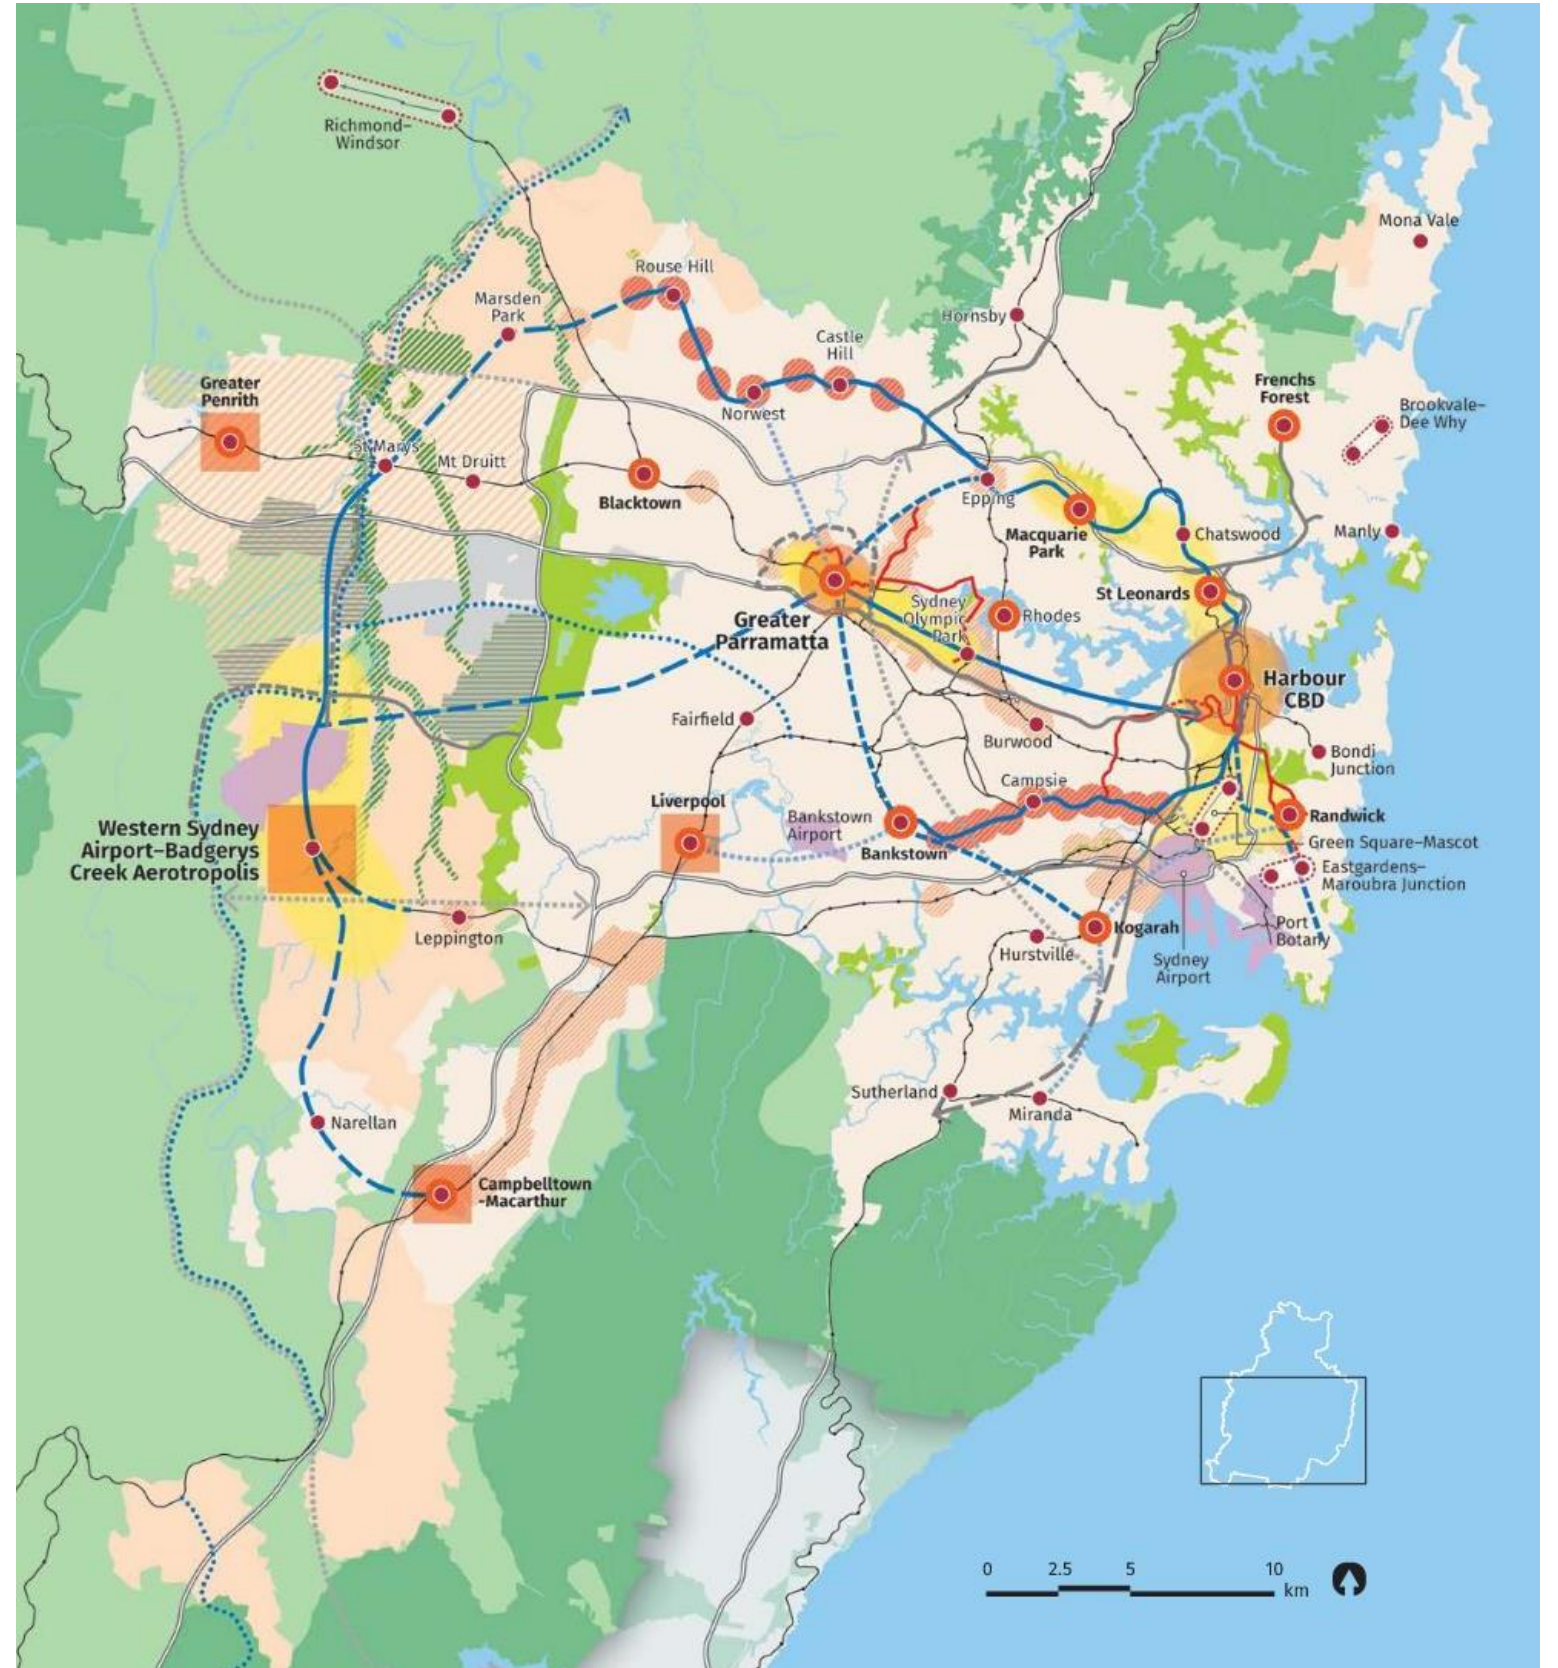 Richmond–
Windsor
Mona Vale
Rouse Hill
Marsden
Park
Hornsby
Castle
Hill
Greater
Penrith
Frenchs
Forest
Norwest
Brookvale–
Dee Why
St Marys
Mt Druitt
Blacktown
Epping
Macquarie
Park
Chatswood
Manly
St Leonards
Sydney
Olympic
Park
Rhodes
Greater
Parramatta
Harbour
CBD
Fairfield
Burwood
Bondi
Junction
Campsie
Liverpool
Bankstown
Airport
Bankstown
Randwick
Western Sydney
Airport–Badgerys
Creek Aerotropolis
Green Square–Mascot
Eastgardens–
Maroubra Junction
Leppington
Kogarah
Port
Botany
Hurstville
Sydney
Airport
Sutherland
Miranda
Narellan
Campbelltown
-Macarthur
0 2.5 5 10
km